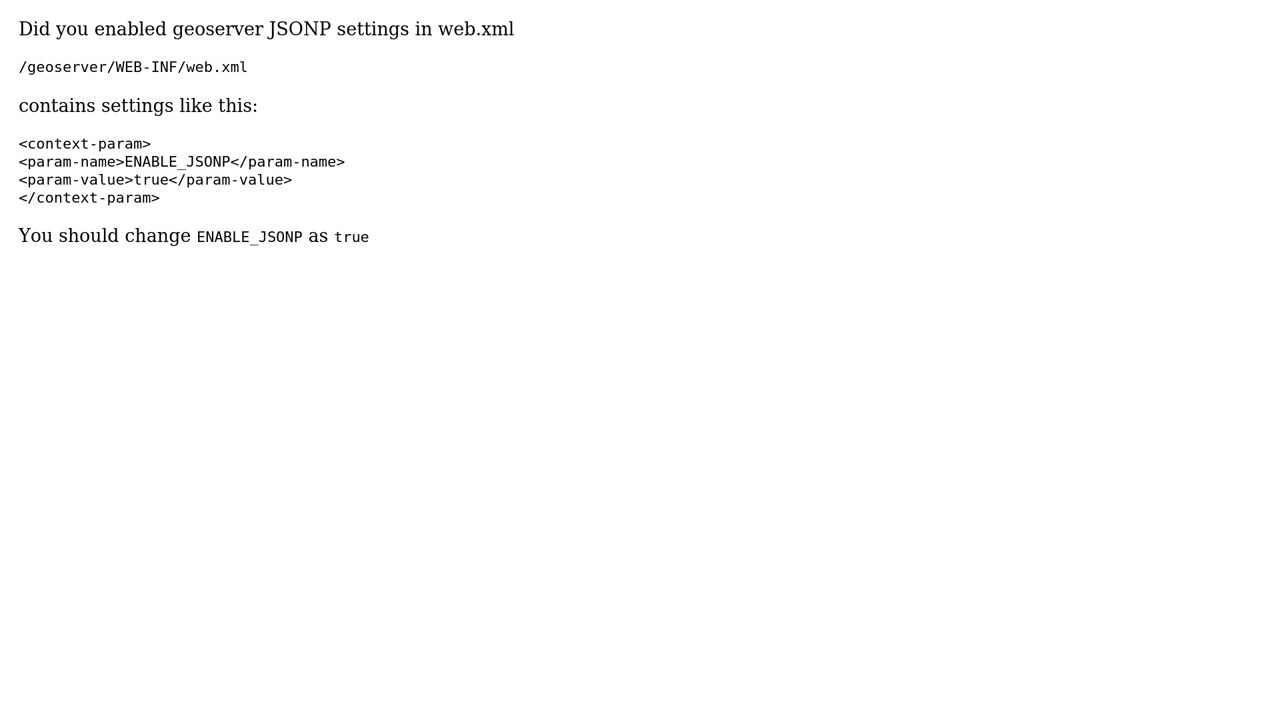 Did you enabled geoserver JSONP settings in web.xml
/geoserver/WEB-INF/web.xml
contains settings like this:
<context-param>
<param-name>ENABLE_JSONP</param-name>
<param-value>true</param-value>
</context-param>
You should change ENABLE_JSONP as true